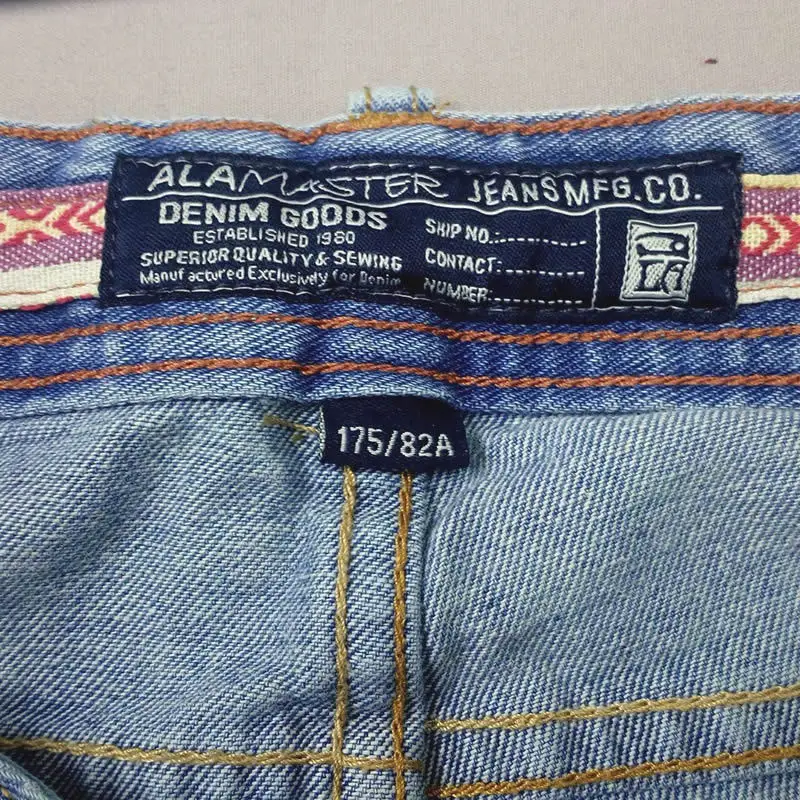 ALAMASTER JEANS MFG. CO.
DENIM GOODS
ESTABLISHED 1980
SUPERIOR QUALITY & SEWING
Manufactured Exclusively for Denim
SHIP NO.:
CONTACT:
NUMBER:
LA
175/82A